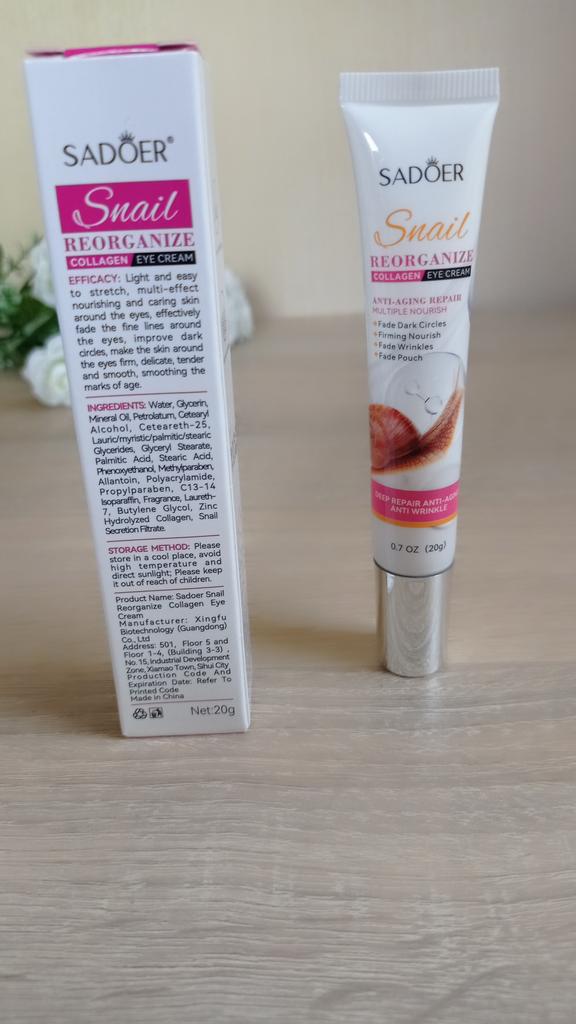 SADOER®
Snail
REORGANIZE
COLLAGEN EYE CREAM
EFFICACY: Light and easy
to stretch, multi-effect
nourishing and caring skin
around the eyes, effectively
fade the fine lines around
the eyes, improve dark
circles, make the skin around
the eyes firm, delicate, tender
and smooth, smoothing the
marks of age.
INGREDIENTS: Water, Glycerin,
Mineral Oil, Petrolatum, Cetearyl
Alcohol, Ceteareth-25,
Lauric/myristic/palmitic/stearic
Glycerides, Glyceryl Stearate,
Palmitic Acid, Stearic Acid,
Phenoxyethanol, Methylparaben,
Allantoin, Polyacrylamide,
Propylparaben, C13-14
Isoparaffin, Fragrance, Laureth-
7, Butylene Glycol, Zinc
Hydrolyzed Collagen, Snail
Secretion Filtrate.
STORAGE METHOD: Please
store in a cool place, avoid
high temperature and
direct sunlight; Please keep
it out of reach of children.
Product Name: Sadoer Snail
Reorganize Collagen Eye
Cream
Manufacturer: Xingfu
Biotechnology (Guangdong)
Co., Ltd
Address: 501, Floor 5 and
Floor 1-4, (Building 3-3) ,
No. 15, Industrial Development
Zone, Xiamao Town, Sihui City
Production Code And
Expiration Date: Refer To
Printed Code
Made in China
Net:20g
SADOER
Snail
REORGANIZE
COLLAGEN EYE CREAM
ANTI-AGING REPAIR
MULTIPLE NOURISH
+Fade Dark Circles
+Firming Nourish
+Fade Wrinkles
+Fade Pouch
DEEP REPAIR ANTI-AGING
ANTI WRINKLE
0.7 OZ (20g)